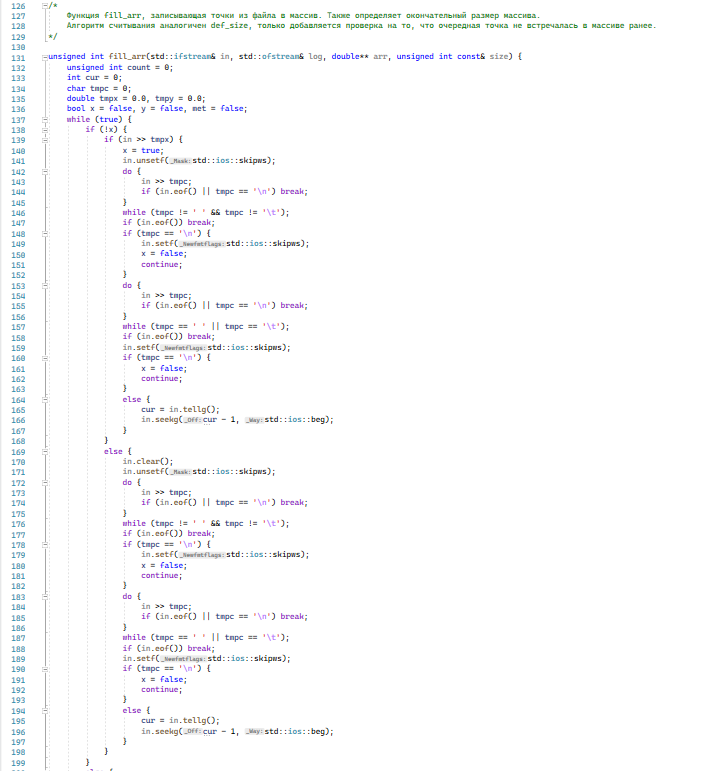 126 /*
127 Функция fill_arr, записывающая точки из файла в массив. Также определяет окончательный размер массива.
128 Алгоритм считывания аналогичен def_size, только добавляется проверка на то, что очередная точка не встречалась в массиве ранее.
129 */
130
131 unsigned int fill_arr(std::ifstream& in, std::ofstream& log, double** arr, unsigned int const& size) {
132 unsigned int count = 0;
133 int cur = 0;
134 char tmpc = 0;
135 double tmpx = 0.0, tmpy = 0.0;
136 bool x = false, y = false, met = false;
137 while (true) {
138 if (!x) {
139 if (in >> tmpx) {
140 x = true;
141 in.unsetf(_Mask:std::ios::skipws);
142 do {
143 in >> tmpc;
144 if (in.eof() || tmpc == '\n') break;
145 }
146 while (tmpc != ' ' && tmpc != '\t');
147 if (in.eof()) break;
148 if (tmpc == '\n') {
149 in.setf(_Newfmtflags:std::ios::skipws);
150 x = false;
151 continue;
152 }
153 do {
154 in >> tmpc;
155 if (in.eof() || tmpc == '\n') break;
156 }
157 while (tmpc == ' ' || tmpc == '\t');
158 if (in.eof()) break;
159 in.setf(_Newfmtflags:std::ios::skipws);
160 if (tmpc == '\n') {
161 x = false;
162 continue;
163 }
164 else {
165 cur = in.tellg();
166 in.seekg(_Off:cur - 1, _Way:std::ios::beg);
167 }
168 }
169 else {
170 in.clear();
171 in.unsetf(_Mask:std::ios::skipws);
172 do {
173 in >> tmpc;
174 if (in.eof() || tmpc == '\n') break;
175 }
176 while (tmpc != ' ' && tmpc != '\t');
177 if (in.eof()) break;
178 if (tmpc == '\n') {
179 in.setf(_Newfmtflags:std::ios::skipws);
180 x = false;
181 continue;
182 }
183 do {
184 in >> tmpc;
185 if (in.eof() || tmpc == '\n') break;
186 }
187 while (tmpc == ' ' || tmpc == '\t');
188 if (in.eof()) break;
189 in.setf(_Newfmtflags:std::ios::skipws);
190 if (tmpc == '\n') {
191 x = false;
192 continue;
193 }
194 else {
195 cur = in.tellg();
196 in.seekg(_Off:cur - 1, _Way:std::ios::beg);
197 }
198 }
199 }